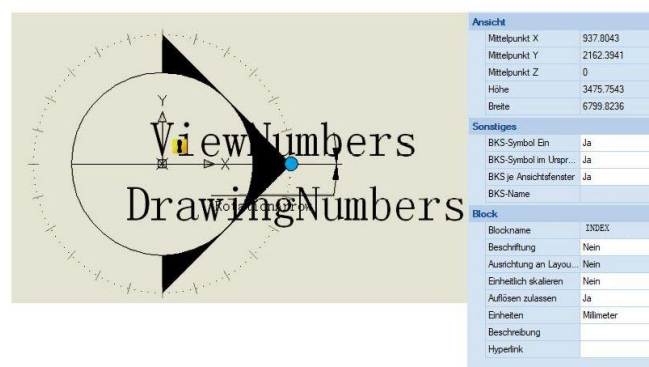 Y
ViewNumbers
X
DrawingNumbers
RotationArrow
Ansicht
Mittelpunkt X 937.8043
Mittelpunkt Y 2162.3941
Mittelpunkt Z 0
Höhe 3475.7543
Breite 6799.8236
Sonstiges
BKS-Symbol Ein Ja
BKS-Symbol im Urspr... Ja
BKS je Ansichtsfenster Ja
BKS-Name
Block
Blockname INDEX
Beschriftung Nein
Ausrichtung an Layou... Nein
Einheitlich skalieren Nein
Auflösen zulassen Ja
Einheiten Millimeter
Beschreibung
Hyperlink